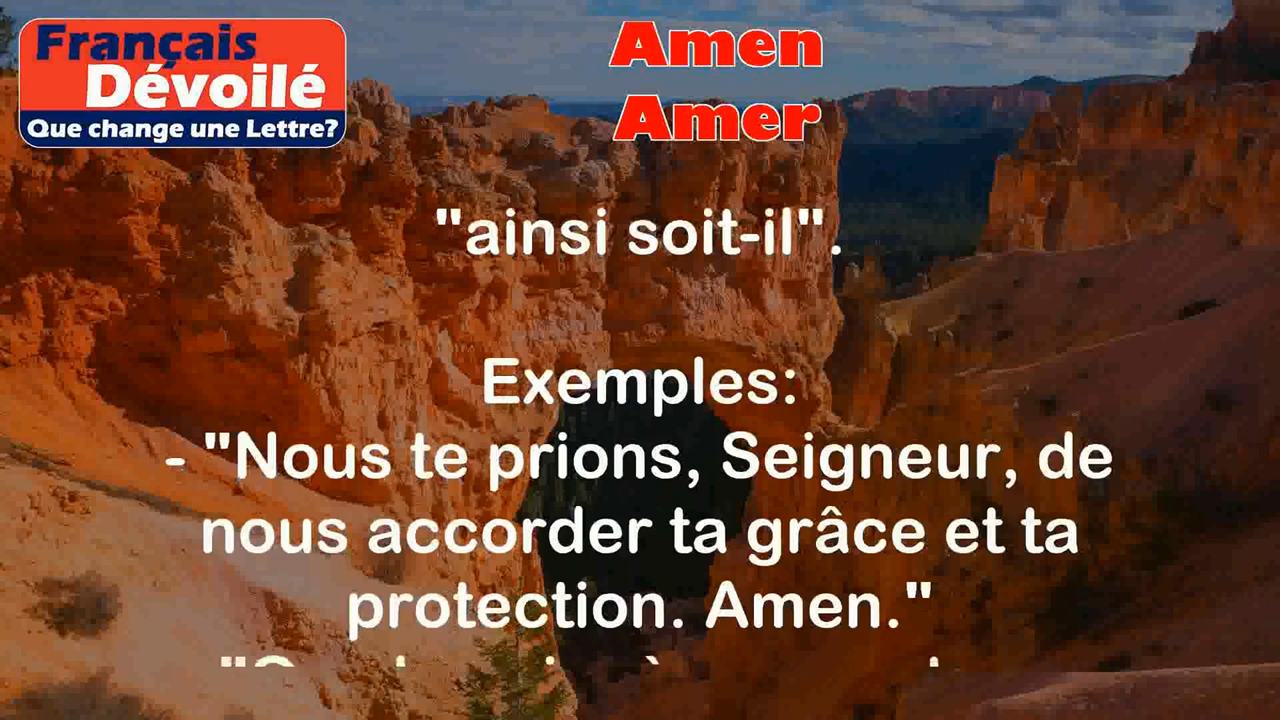 Français
Dévoilé
Que change une Lettre?
Amen
Amer
"ainsi soit-il".
Exemples:
- "Nous te prions, Seigneur, de
nous accorder ta grâce et ta
protection. Amen."